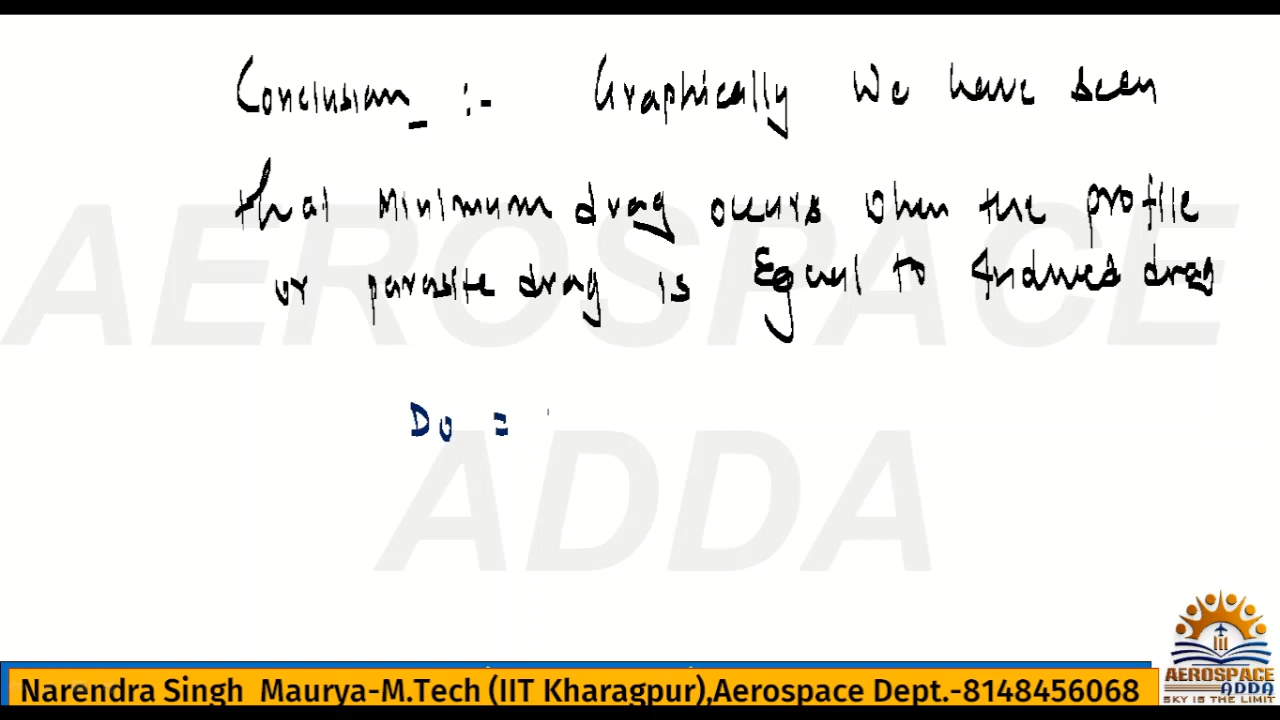 Conclusion :- Graphically We have seen
that Minimum drag occurs when the profile
or parasite drag is Equal to Induced drag
D0 =
AEROSPACE
ADDA
Narendra Singh Maurya-M.Tech (IIT Kharagpur),Aerospace Dept.-8148456068
AEROSPACE
ADDA
SKY IS THE LIMIT